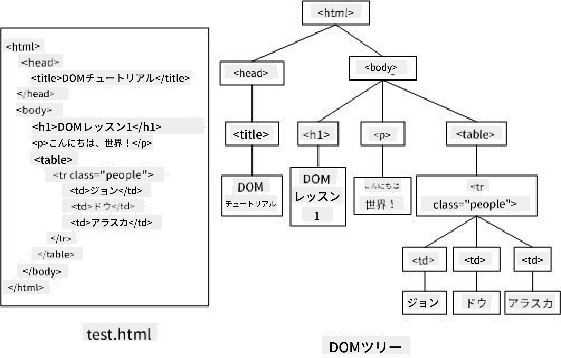 <html>
<head>
<title>DOMチュートリアル</title>
</head>
<body>
<h1>DOMレッスン1</h1>
<p>こんにちは、世界！</p>
<table>
<tr class="people">
<td>ジョン</td>
<td>ドウ</td>
<td>アラスカ</td>
</tr>
</table>
</body>
</html>
test.html
<html>
<head>
<body>
<title>
<h1>
<p>
<table>
DOM
チュートリアル
DOM
レッスン
1
こんにちは
世界！
<tr
class="people">
<td>
<td>
<td>
ジョン
ドウ
アラスカ
DOMツリー